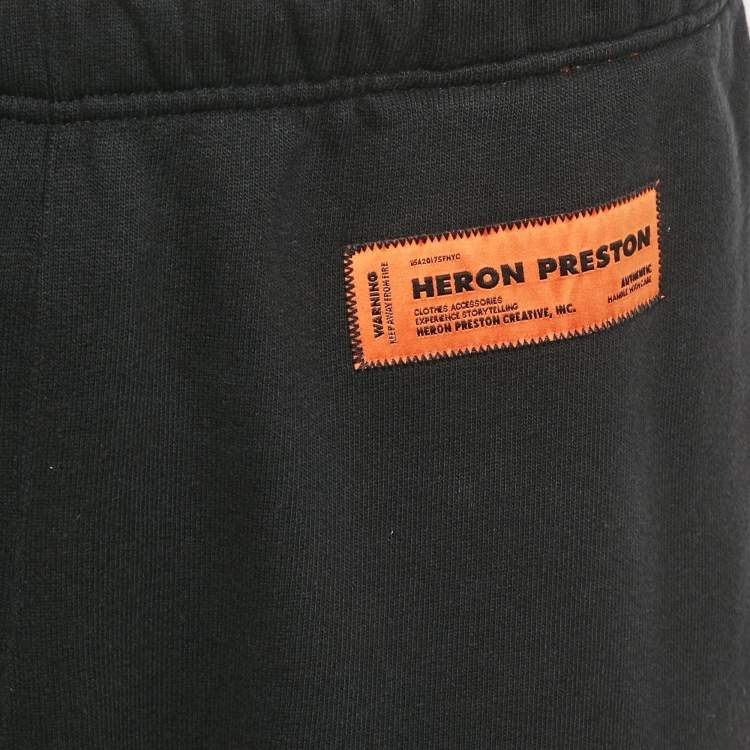 WARNING
KEEP AWAY FROM FIRE
USA2017SFNYC
HERON PRESTON
CLOTHES ACCESSORIES
EXPERIENCE STORYTELLING
HERON PRESTON CREATIVE, INC.
AUTHENTIC
HANDLE WITH CARE